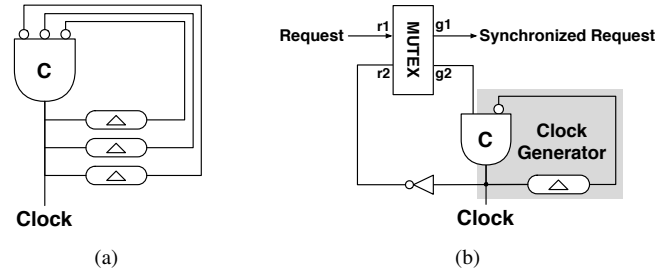 C
△
△
△
Clock
(a)
Request
r1
g1
Synchronized Request
MUTEX
r2
g2
C
Clock
Generator
△
Clock
(b)